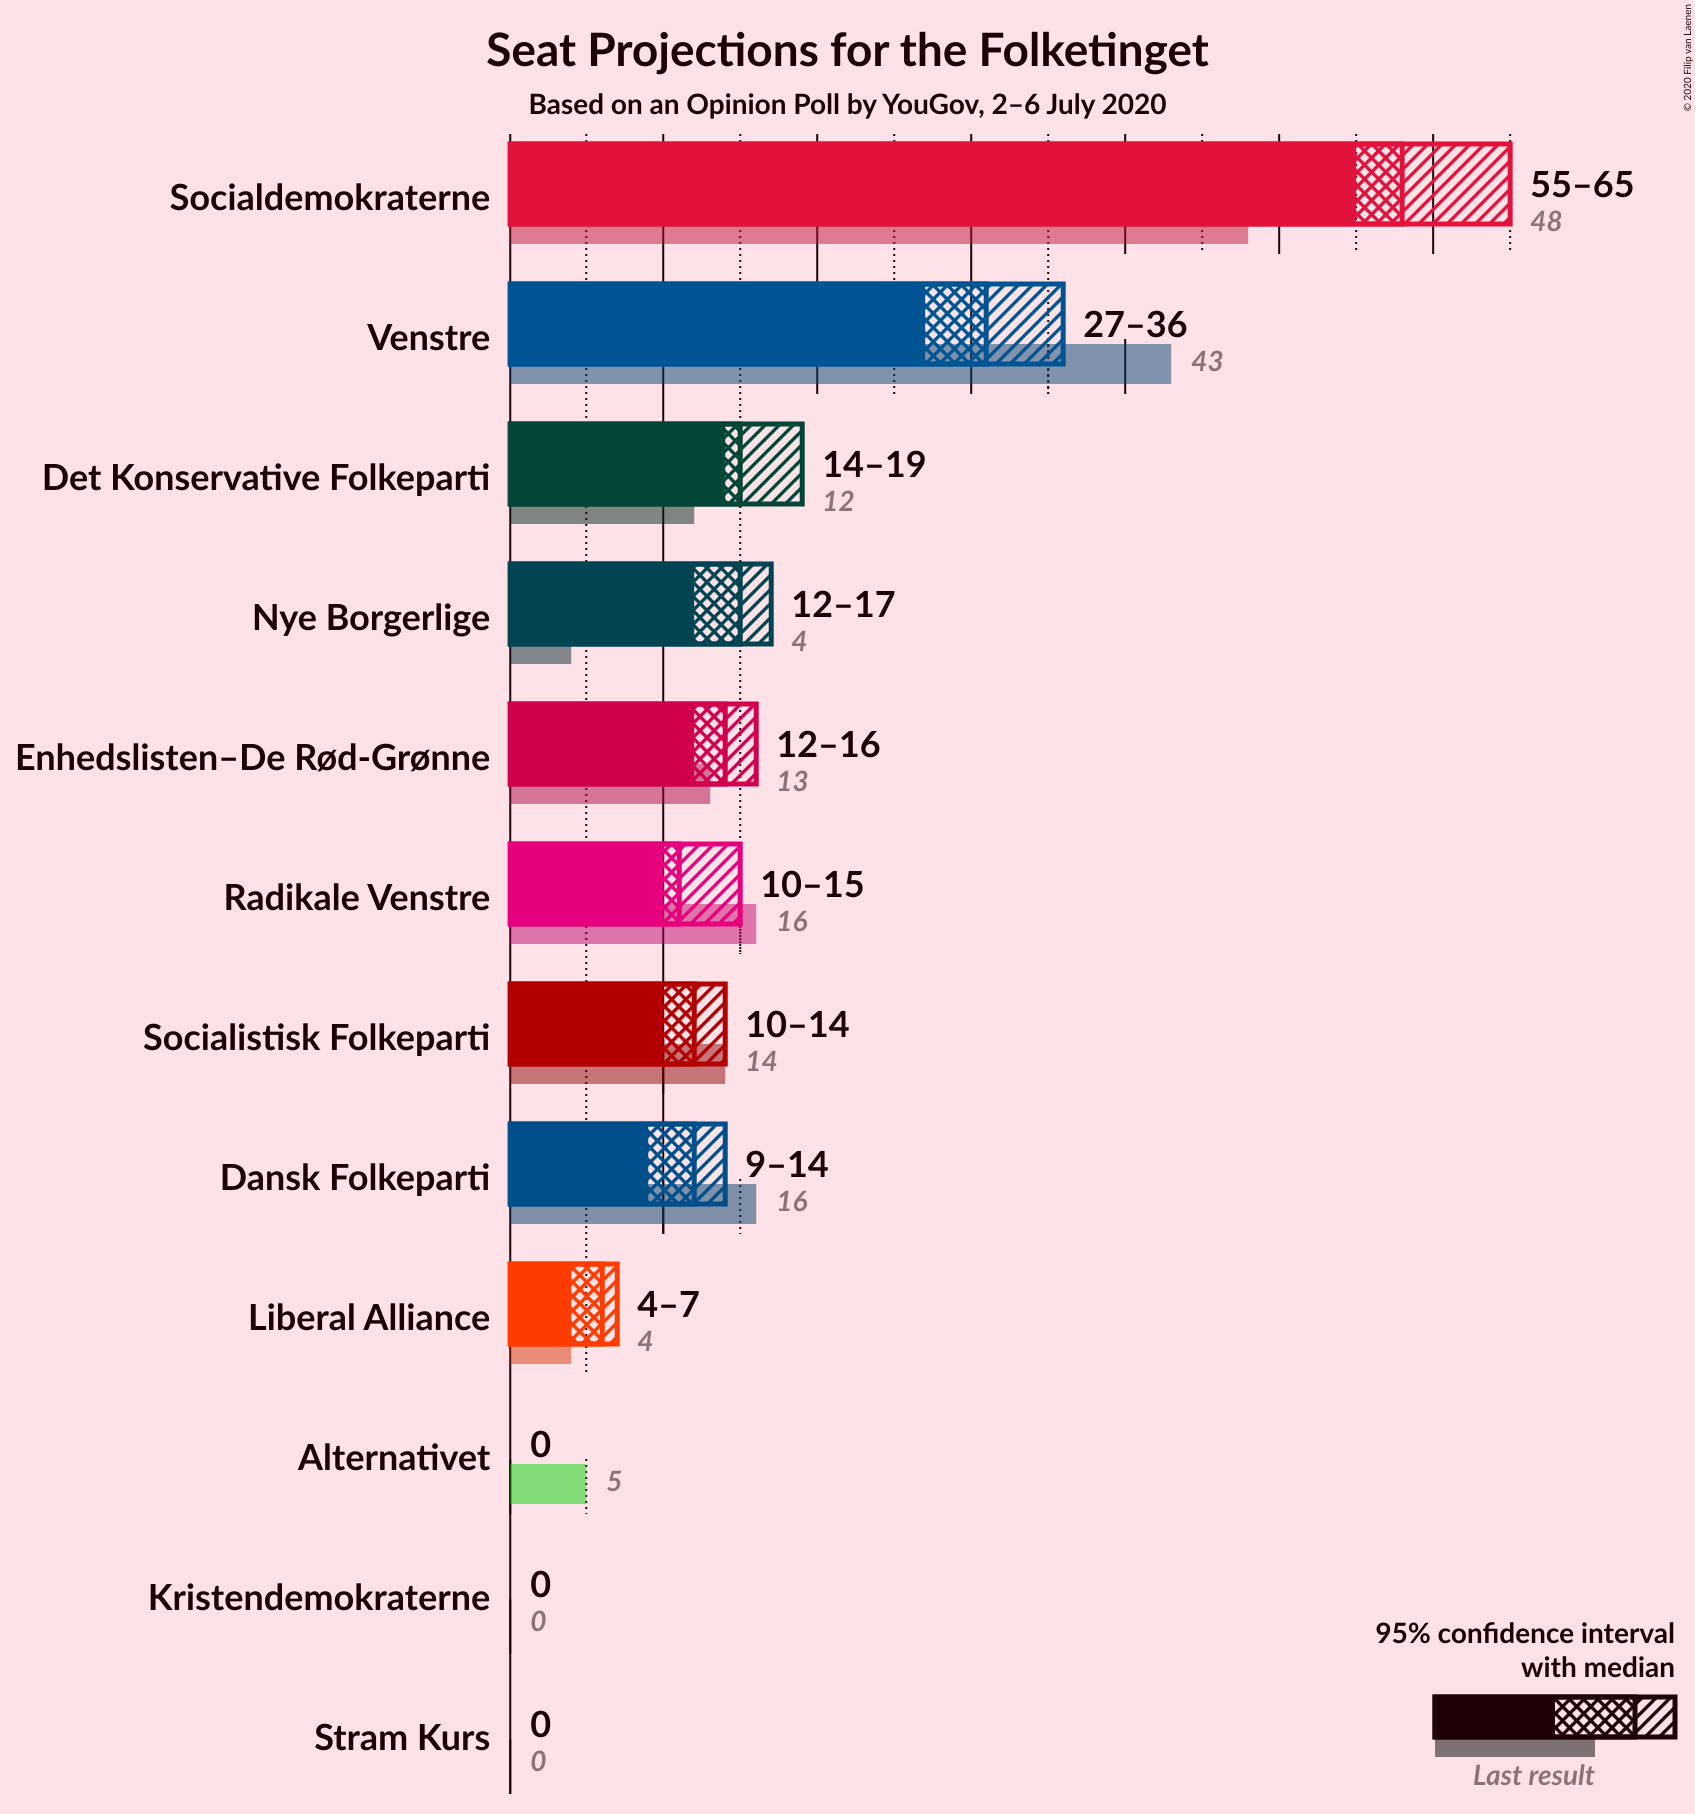 Seat Projections for the Folketinget
Based on an Opinion Poll by YouGov, 2–6 July 2020
© 2020 Filip van Laenen
Socialdemokraterne
55–65
48
Venstre
27–36
43
Det Konservative Folkeparti
14–19
12
Nye Borgerlige
12–17
4
Enhedslisten–De Rød-Grønne
12–16
13
Radikale Venstre
10–15
16
Socialistisk Folkeparti
10–14
14
Dansk Folkeparti
9–14
16
Liberal Alliance
4–7
4
Alternativet
0
5
Kristendemokraterne
0
0
Stram Kurs
0
0
95% confidence interval
with median
Last result